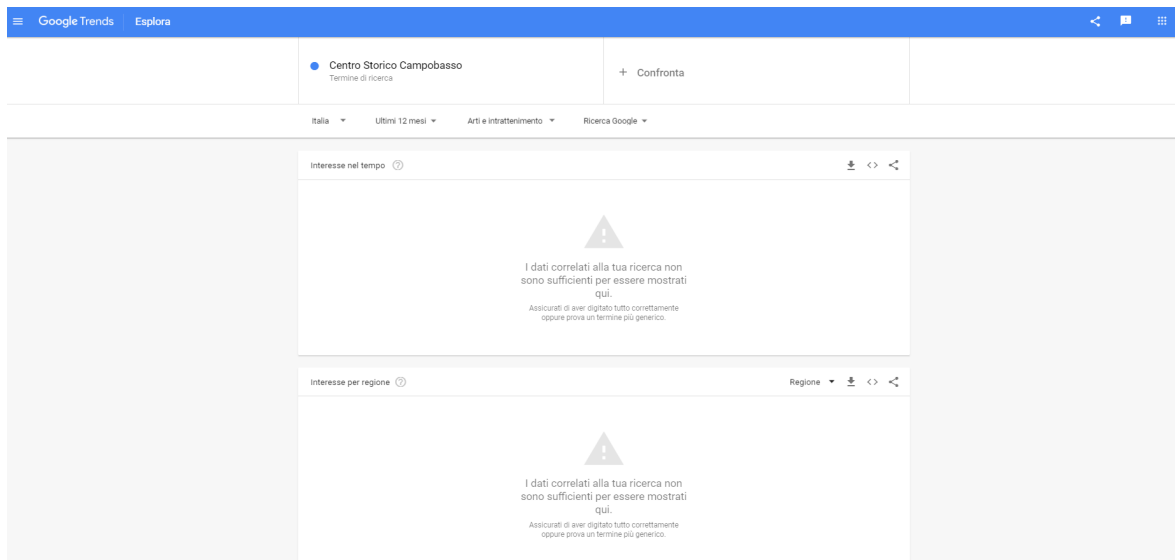 Google Trends Esplora
Centro Storico Campobasso
Termine di ricerca
+ Confronta
Italia Ultimi 12 mesi Arti e intrattenimento Ricerca Google
Interesse nel tempo ?
I dati correlati alla tua ricerca non
sono sufficienti per essere mostrati
qui.
Assicurati di aver digitato tutto correttamente
oppure prova un termine più generico.
Interesse per regione ? Regione
I dati correlati alla tua ricerca non
sono sufficienti per essere mostrati
qui.
Assicurati di aver digitato tutto correttamente
oppure prova un termine più generico.